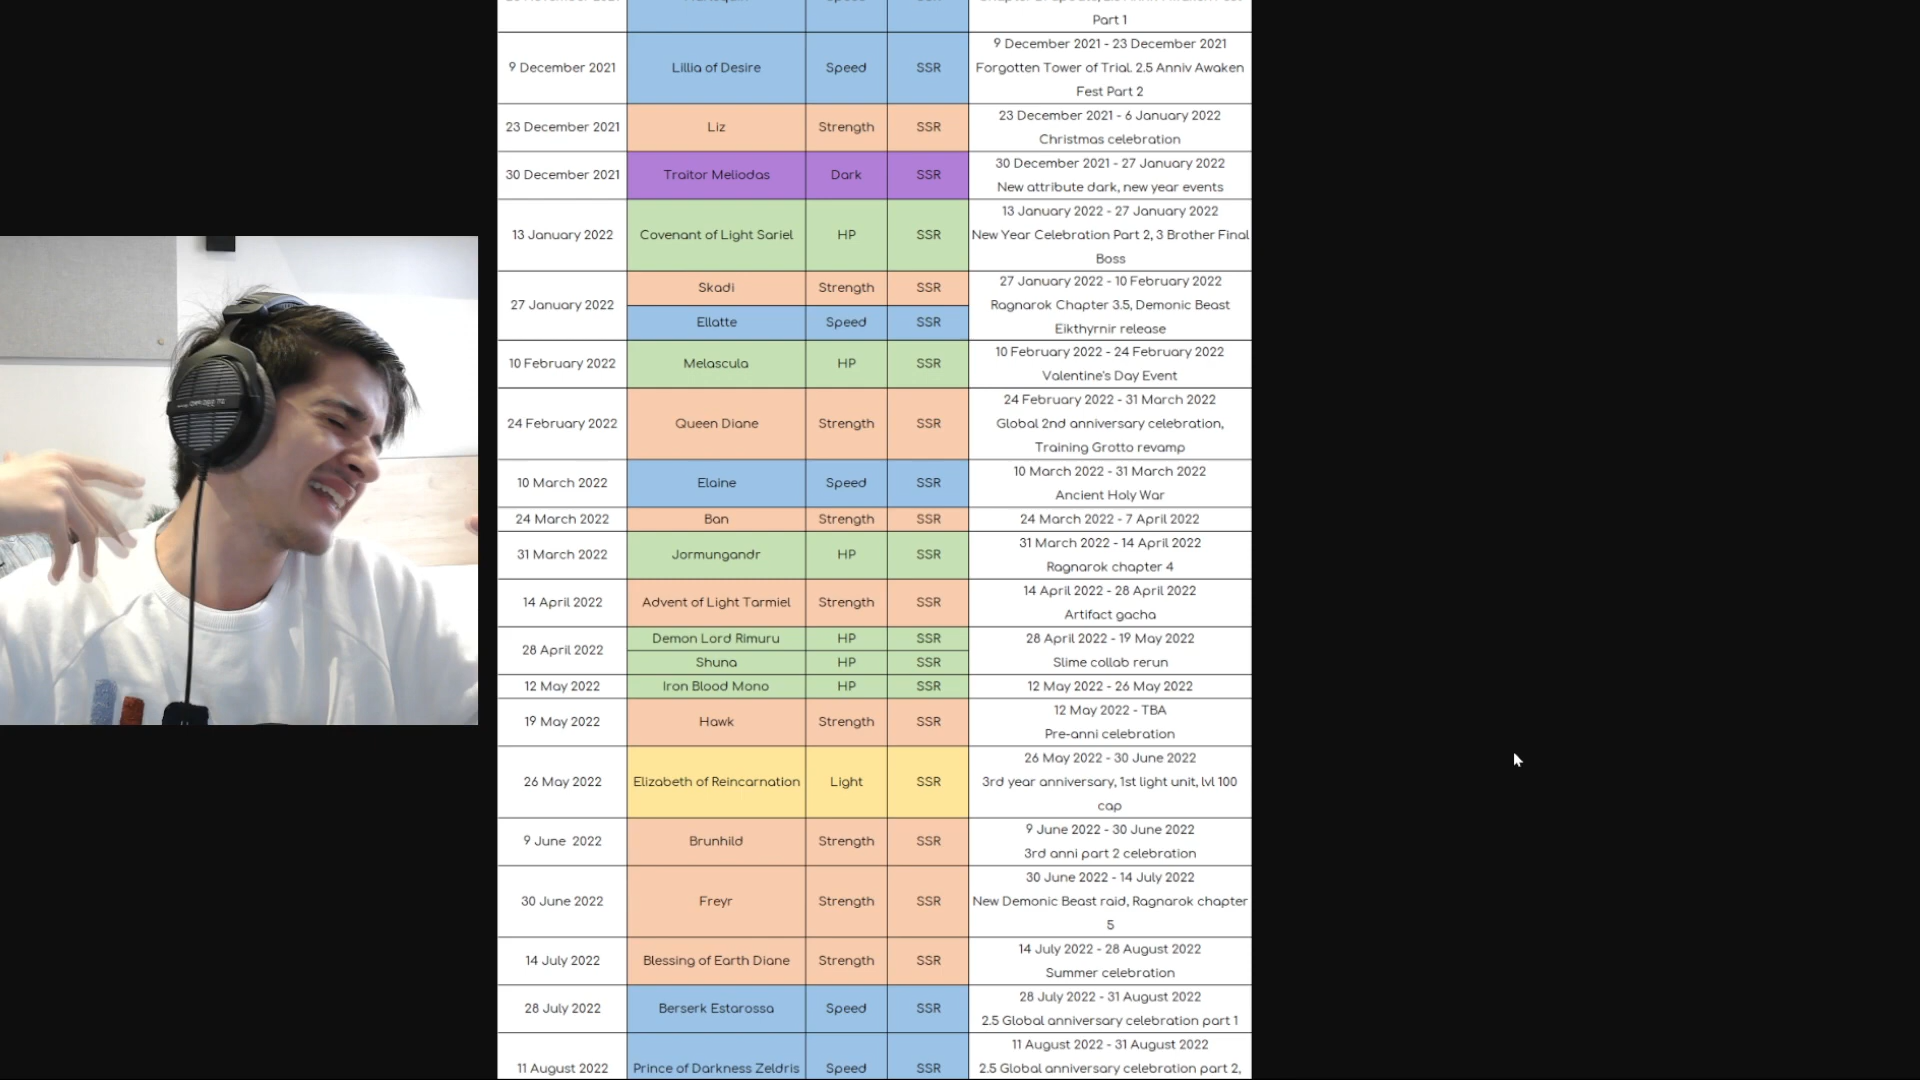 Part 1
9 December 2021 Lillia of Desire Speed SSR 9 December 2021 - 23 December 2021
Forgotten Tower of Trial. 2.5 Anniv Awaken
Fest Part 2
23 December 2021 Liz Strength SSR 23 December 2021 - 6 January 2022
Christmas celebration
30 December 2021 Traitor Meliodas Dark SSR 30 December 2021 - 27 January 2022
New attribute dark, new year events
13 January 2022 Covenant of Light Sariel HP SSR 13 January 2022 - 27 January 2022
New Year Celebration Part 2, 3 Brother Final
Boss
27 January 2022 Skadi Strength SSR 27 January 2022 - 10 February 2022
Ragnarok Chapter 3.5, Demonic Beast
Ellatte Speed SSR Eikthyrnir release
10 February 2022 Melascula HP SSR 10 February 2022 - 24 February 2022
Valentine's Day Event
24 February 2022 Queen Diane Strength SSR 24 February 2022 - 31 March 2022
Global 2nd anniversary celebration,
Training Grotto revamp
10 March 2022 Elaine Speed SSR 10 March 2022 - 31 March 2022
Ancient Holy War
24 March 2022 Ban Strength SSR 24 March 2022 - 7 April 2022
31 March 2022 Jormungandr HP SSR 31 March 2022 - 14 April 2022
Ragnarok chapter 4
14 April 2022 Advent of Light Tarmiel Strength SSR 14 April 2022 - 28 April 2022
Artifact gacha
28 April 2022 Demon Lord Rimuru HP SSR 28 April 2022 - 19 May 2022
Shuna HP SSR Slime collab rerun
12 May 2022 Iron Blood Mono HP SSR 12 May 2022 - 26 May 2022
19 May 2022 Hawk Strength SSR 12 May 2022 - TBA
Pre-anni celebration
26 May 2022 Elizabeth of Reincarnation Light SSR 26 May 2022 - 30 June 2022
3rd year anniversary, 1st light unit, lvl 100
cap
9 June 2022 Brunhild Strength SSR 9 June 2022 - 30 June 2022
3rd anni part 2 celebration
30 June 2022 Freyr Strength SSR 30 June 2022 - 14 July 2022
New Demonic Beast raid, Ragnarok chapter
5
14 July 2022 Blessing of Earth Diane Strength SSR 14 July 2022 - 28 August 2022
Summer celebration
28 July 2022 Berserk Estarossa Speed SSR 28 July 2022 - 31 August 2022
2.5 Global anniversary celebration part 1
11 August 2022 Prince of Darkness Zeldris Speed SSR 11 August 2022 - 31 August 2022
2.5 Global anniversary celebration part 2,